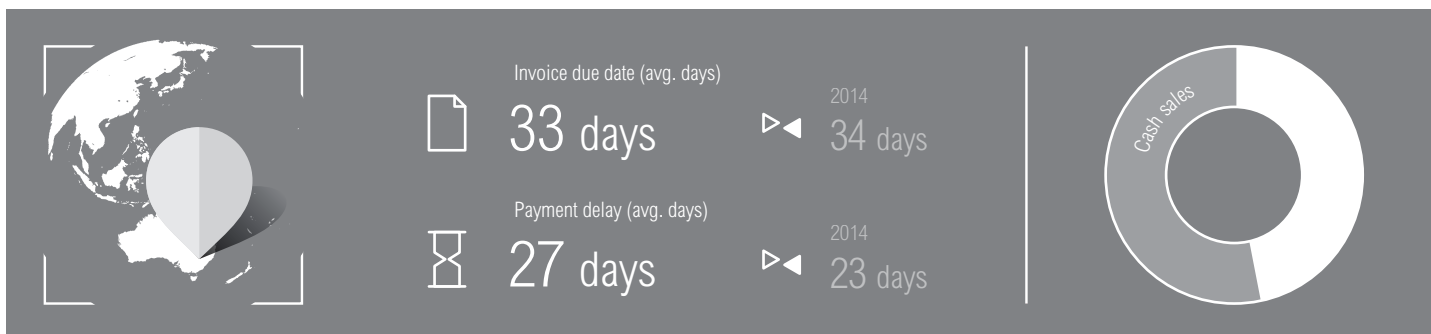 Invoice due date (avg. days)
33 days
2014
34 days
Payment delay (avg. days)
27 days
2014
23 days
Cash sales